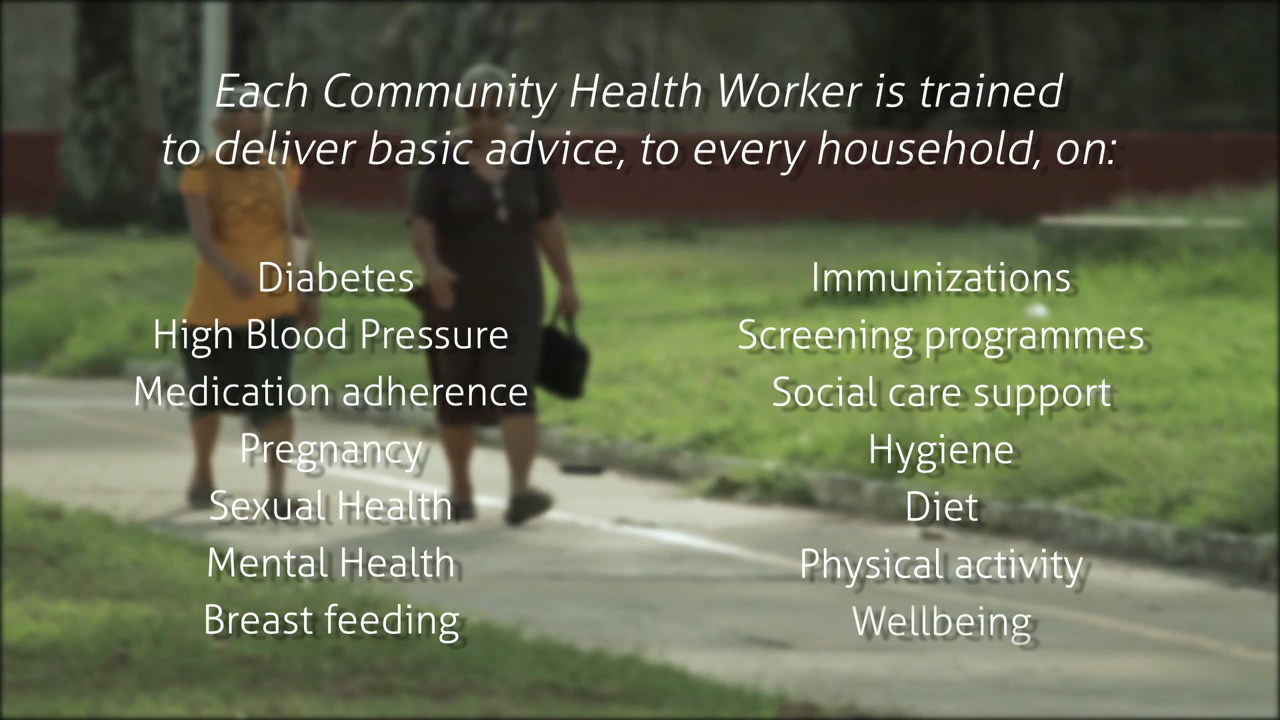 Each Community Health Worker is trained
to deliver basic advice, to every household, on:
Diabetes
High Blood Pressure
Medication adherence
Pregnancy
Sexual Health
Mental Health
Breast feeding
Immunizations
Screening programmes
Social care support
Hygiene
Diet
Physical activity
Wellbeing